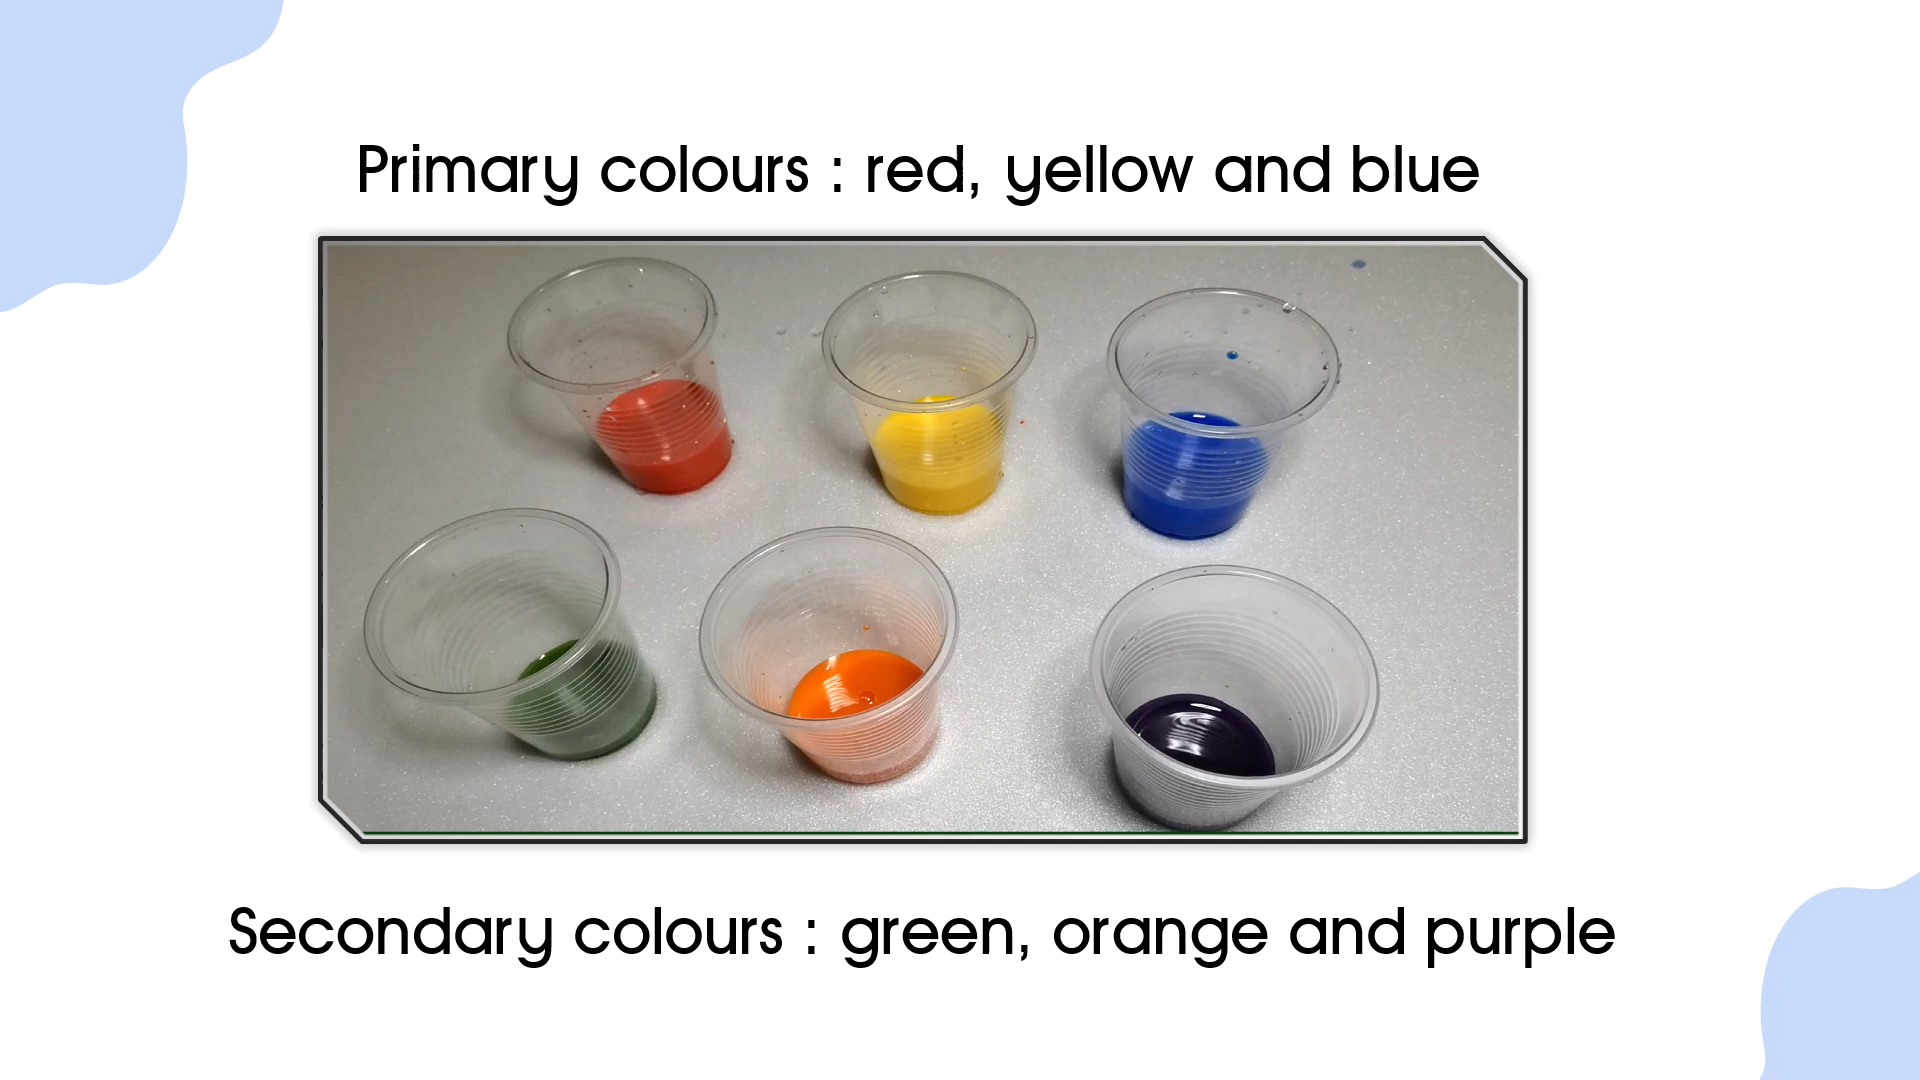 Primary colours : red, yellow and blue
Secondary colours : green, orange and purple